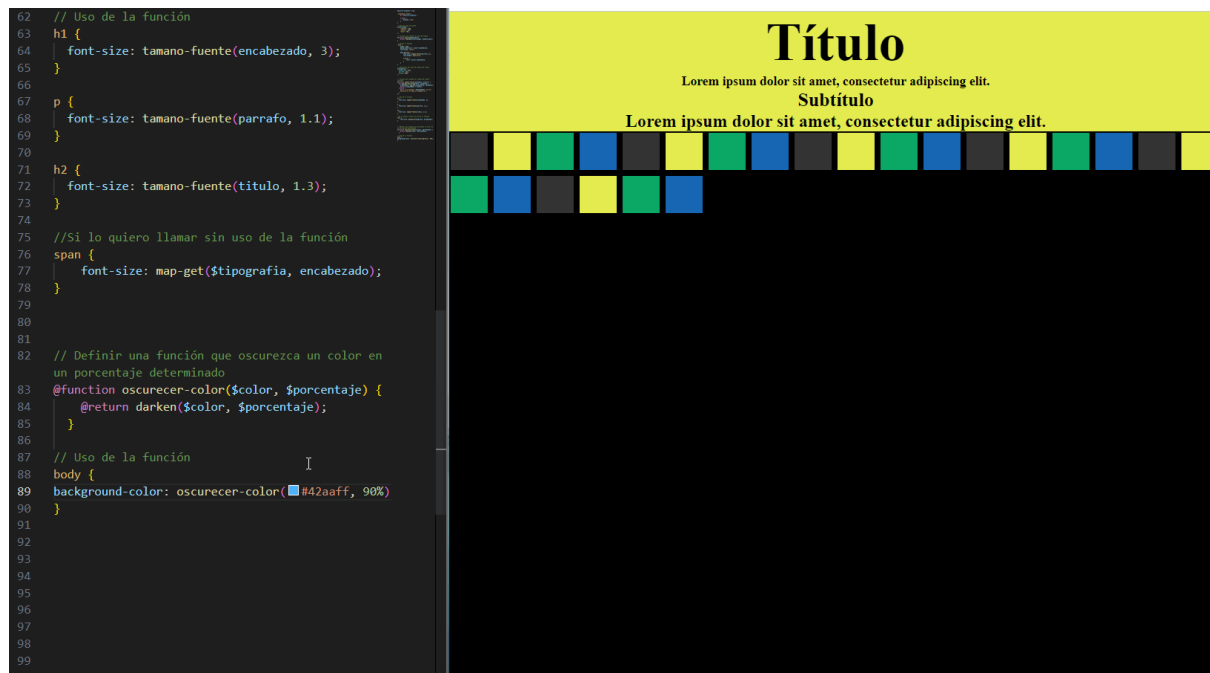 62 // Uso de la función
63 h1 {
64 font-size: tamano-fuente(encabezado, 3);
65 }
66
67 p {
68 font-size: tamano-fuente(parrafo, 1.1);
69 }
70
71 h2 {
72 font-size: tamano-fuente(titulo, 1.3);
73 }
74
75 //Si lo quiero llamar sin uso de la función
76 span {
77 font-size: map-get($tipografia, encabezado);
78 }
79
80
81
82 // Definir una función que oscurezca un color en
un porcentaje determinado
83 @function oscurecer-color($color, $porcentaje) {
84 @return darken($color, $porcentaje);
85 }
86
87 // Uso de la función
88 body {
89 background-color: oscurecer-color(#42aaff, 90%)
90 }
91
92
93
94
95
96
97
98
99
Título
Lorem ipsum dolor sit amet, consectetur adipiscing elit.
Subtítulo
Lorem ipsum dolor sit amet, consectetur adipiscing elit.